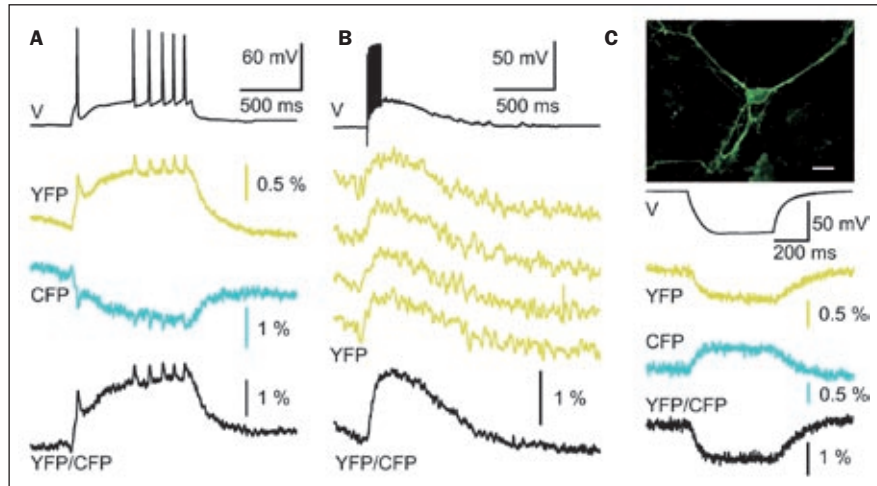 A
B
C
60 mV
500 ms
V
50 mV
500 ms
V
50 mV
200 ms
V
YFP
0.5 %
CFP
1 %
1 %
YFP/CFP
YFP
1 %
YFP/CFP
YFP
0.5 ‰
CFP
0.5 ‰
YFP/CFP
1 %